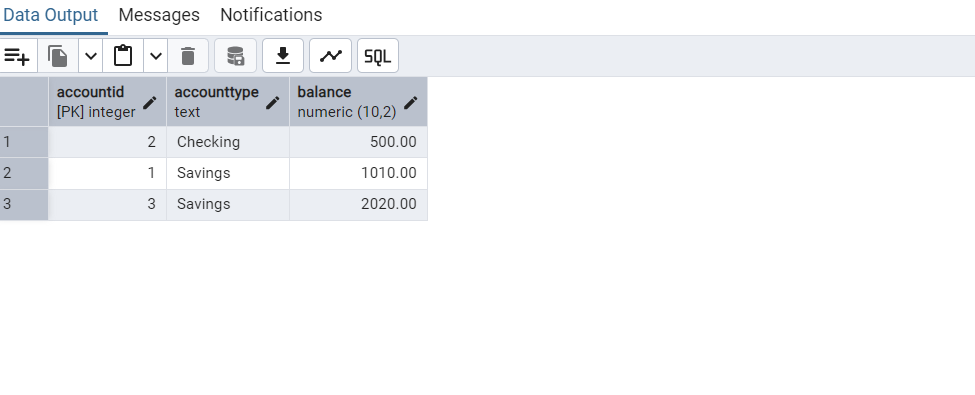 Data Output Messages Notifications
SQL
accountid accounttype balance
[PK] integer text numeric (10,2)
1 2 Checking 500.00
2 1 Savings 1010.00
3 3 Savings 2020.00